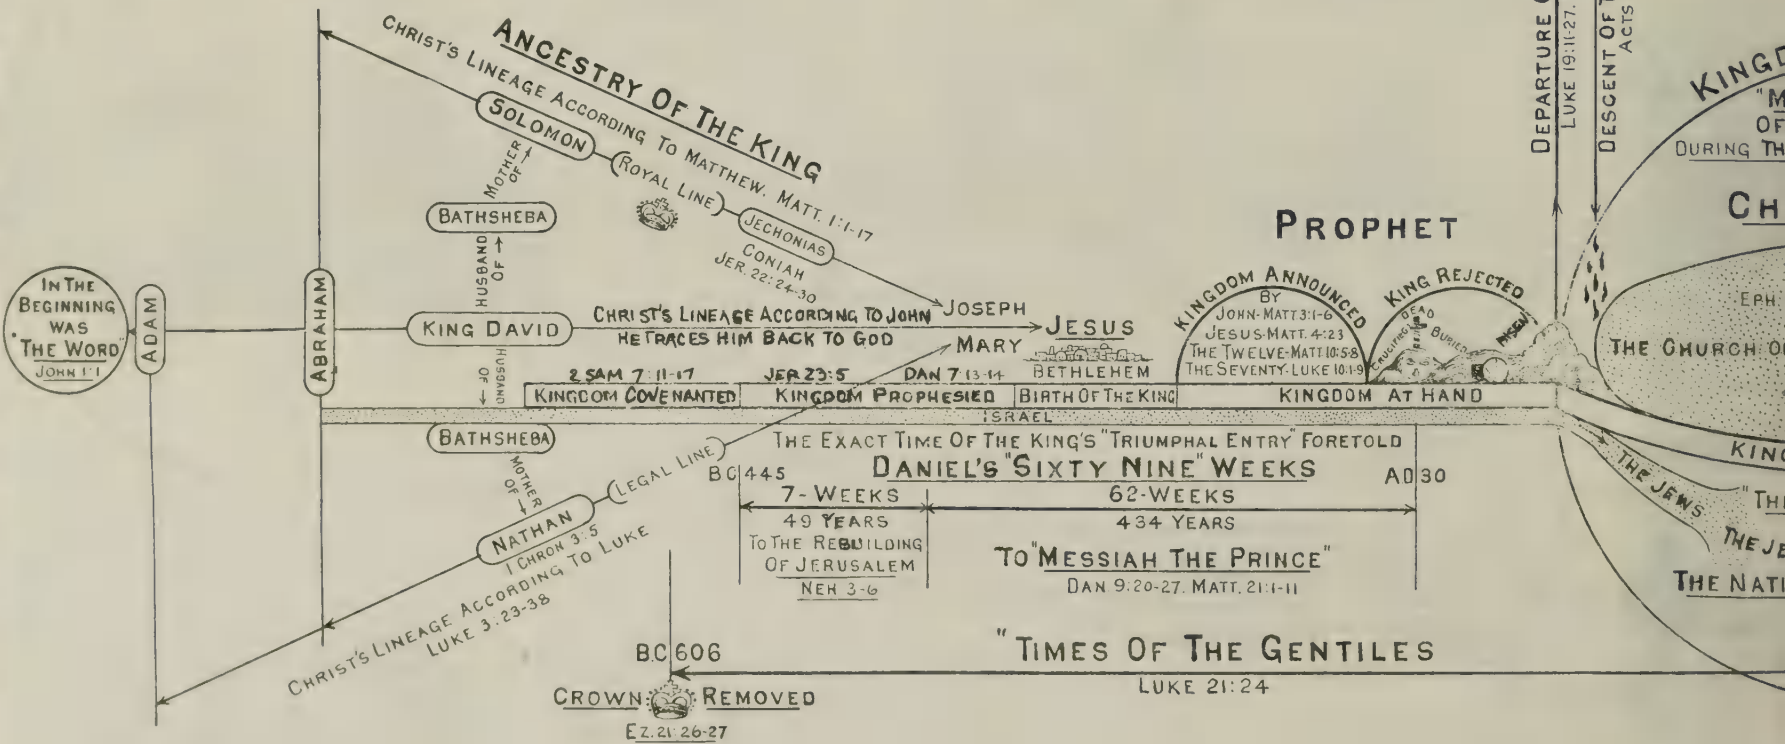 ANCESTRY OF THE KING
CHRIST'S LINEAGE ACCORDING TO MATTHEW. MATT. 1:1-17
SOLOMON
(ROYAL LINE)
JECHONIAS
CONIAH
JER. 22:24-30
MOTHER
OF
BATHSHEBA
HUSBAND
OF
IN THE
BEGINNING
WAS
"THE WORD"
JOHN 1:1
ADAM
ABRAHAM
KING DAVID
CHRIST'S LINEAGE ACCORDING TO JOHN
HE TRACES HIM BACK TO GOD
JOSEPH
JESUS
MARY
BETHLEHEM
HUSBAND
OF
BATHSHEBA
MOTHER
OF
NATHAN
1 CHRON 3:5
(LEGAL LINE)
CHRIST'S LINEAGE ACCORDING TO LUKE
LUKE 3:23-38
2 SAM 7:11-17
JER 23:5
DAN 7:13-14
KINGDOM COVENANTED
KINGDOM PROPHESIED
BIRTH OF THE KING
KINGDOM AT HAND
ISRAEL
PROPHET
KINGDOM ANNOUNCED
BY
JOHN-MATT 3:1-6
JESUS-MATT. 4:23
THE TWELVE-MATT 10:5-8
THE SEVENTY-LUKE 10:1-9
KING REJECTED
CRUCIFIED
DEAD
BURIED
RISEN
THE EXACT TIME OF THE KING'S "TRIUMPHAL ENTRY" FORETOLD
DANIEL'S "SIXTY NINE" WEEKS
BC 445
AD 30
7-WEEKS
62-WEEKS
49 YEARS
434 YEARS
TO THE REBUILDING
OF JERUSALEM
NEH 3-6
TO "MESSIAH THE PRINCE"
DAN 9:20-27. MATT. 21:1-11
B.C 606
"TIMES OF THE GENTILES
LUKE 21:24
CROWN REMOVED
EZ. 21:26-27
DEPARTURE
LUKE 19:11-27.
DESCENT OF
ACTS
KINGD
"M
OF
DURING TH
CH
EPH
THE CHURCH O
KING
THE JEWS
"TH
THE JE
THE NATI